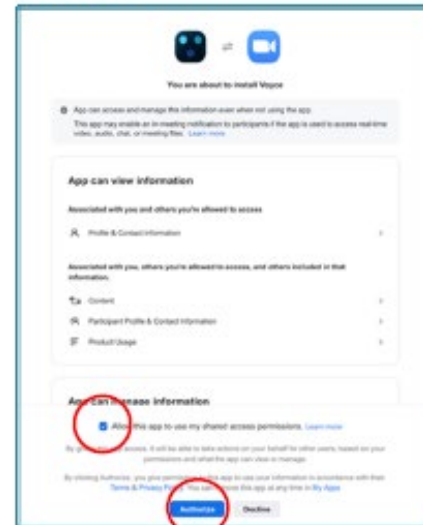 You are about to install Voyce
App can access and manage this information even when not using the app.
This app may enable an in-meeting notification to participants if the app is used to access real-time
video, audio, chat, or meeting files. Learn more
App can view information
Associated with you and others you're allowed to access
Profile & Contact Information
Associated with you, others you're allowed to access, and others included in that
information.
Content
Participant Profile & Contact Information
Product Usage
App can manage information
Allow this app to use my shared access permissions. Learn more
By giving shared access, it will be able to take actions on your behalf for other users, based on your
permissions and what the app can view or manage.
By clicking Authorize, you give permission to this app to use your information in accordance with their
Terms & Privacy Policy. You can remove this app at any time in My Apps
Authorize
Decline